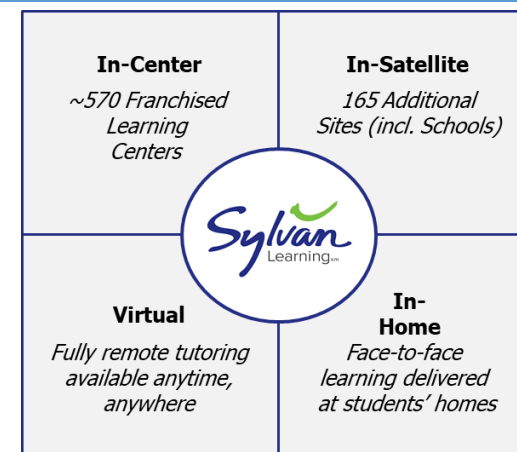 In-Center
~570 Franchised
Learning
Centers
In-Satellite
165 Additional
Sites (incl. Schools)
Sylvan
Learning℠
Virtual
Fully remote tutoring
available anytime,
anywhere
In-
Home
Face-to-face
learning delivered
at students’ homes